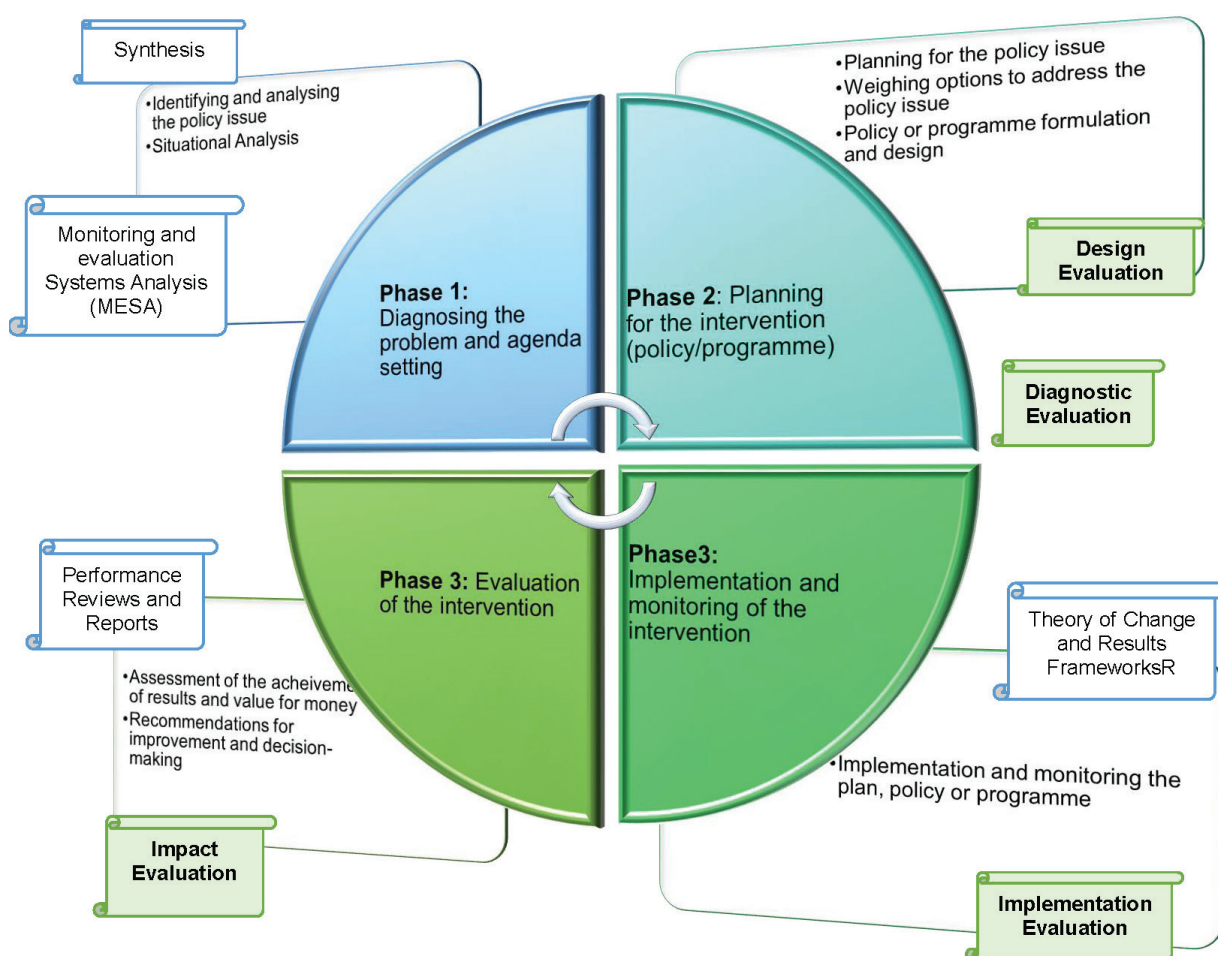 Synthesis
•Identifying and analysing
the policy issue
•Situational Analysis
Monitoring and
evaluation
Systems Analysis
(MESA)
Phase 1:
Diagnosing the
problem and agenda
setting
•Planning for the policy issue
•Weighing options to address the
policy issue
•Policy or programme formulation
and design
Design
Evaluation
Phase 2: Planning
for the intervention
(policy/programme)
Diagnostic
Evaluation
Performance
Reviews and
Reports
•Assessment of the acheiveme
of results and value for money
•Recommendations for
improvement and decision-
making
Impact
Evaluation
Phase 3: Evaluation
of the intervention
Phase3:
Implementation and
monitoring of the
intervention
Theory of Change
and Results
FrameworksR
•Implementation and monitoring the
plan, policy or programme
Implementation
Evaluation